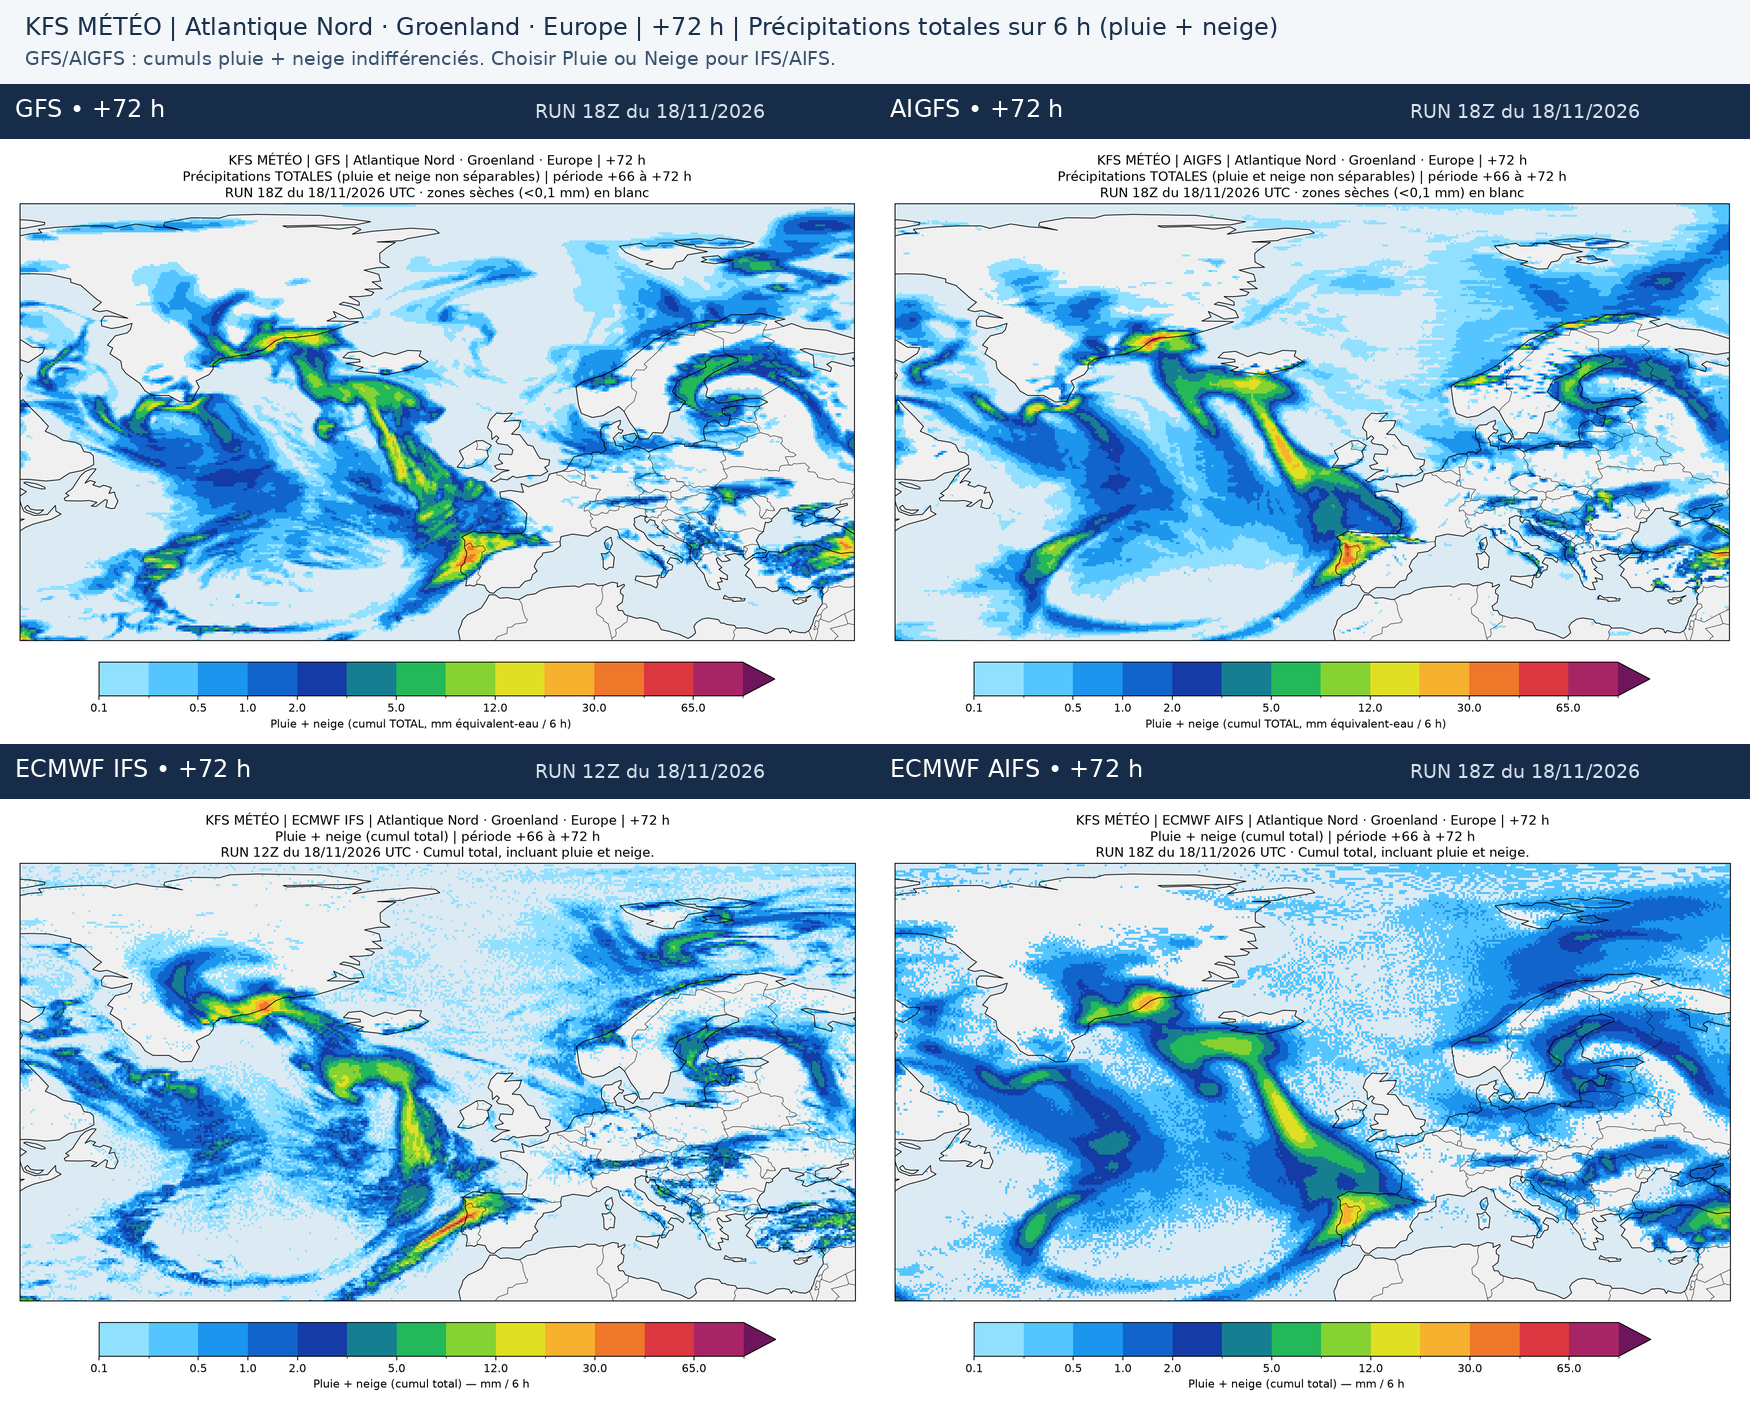 KFS MÉTÉO | Atlantique Nord · Groenland · Europe | +72 h | Précipitations totales sur 6 h (pluie + neige)
GFS/AIGFS : cumuls pluie + neige indifférenciés. Choisir Pluie ou Neige pour IFS/AIFS.
GFS • +72 h
RUN 18Z du 18/11/2026
KFS MÉTÉO | GFS | Atlantique Nord · Groenland · Europe | +72 h
Précipitations TOTALES (pluie et neige non séparables) | période +66 à +72 h
RUN 18Z du 18/11/2026 UTC · zones sèches (<0,1 mm) en blanc
0.1 0.5 1.0 2.0 5.0 12.0 30.0 65.0
Pluie + neige (cumul TOTAL, mm équivalent-eau / 6 h)
AIGFS • +72 h
RUN 18Z du 18/11/2026
KFS MÉTÉO | AIGFS | Atlantique Nord · Groenland · Europe | +72 h
Précipitations TOTALES (pluie et neige non séparables) | période +66 à +72 h
RUN 18Z du 18/11/2026 UTC · zones sèches (<0,1 mm) en blanc
0.1 0.5 1.0 2.0 5.0 12.0 30.0 65.0
Pluie + neige (cumul TOTAL, mm équivalent-eau / 6 h)
ECMWF IFS • +72 h
RUN 12Z du 18/11/2026
KFS MÉTÉO | ECMWF IFS | Atlantique Nord · Groenland · Europe | +72 h
Pluie + neige (cumul total) | période +66 à +72 h
RUN 12Z du 18/11/2026 UTC · Cumul total, incluant pluie et neige.
0.1 0.5 1.0 2.0 5.0 12.0 30.0 65.0
Pluie + neige (cumul total) — mm / 6 h
ECMWF AIFS • +72 h
RUN 18Z du 18/11/2026
KFS MÉTÉO | ECMWF AIFS | Atlantique Nord · Groenland · Europe | +72 h
Pluie + neige (cumul total) | période +66 à +72 h
RUN 18Z du 18/11/2026 UTC · Cumul total, incluant pluie et neige.
0.1 0.5 1.0 2.0 5.0 12.0 30.0 65.0
Pluie + neige (cumul total) — mm / 6 h